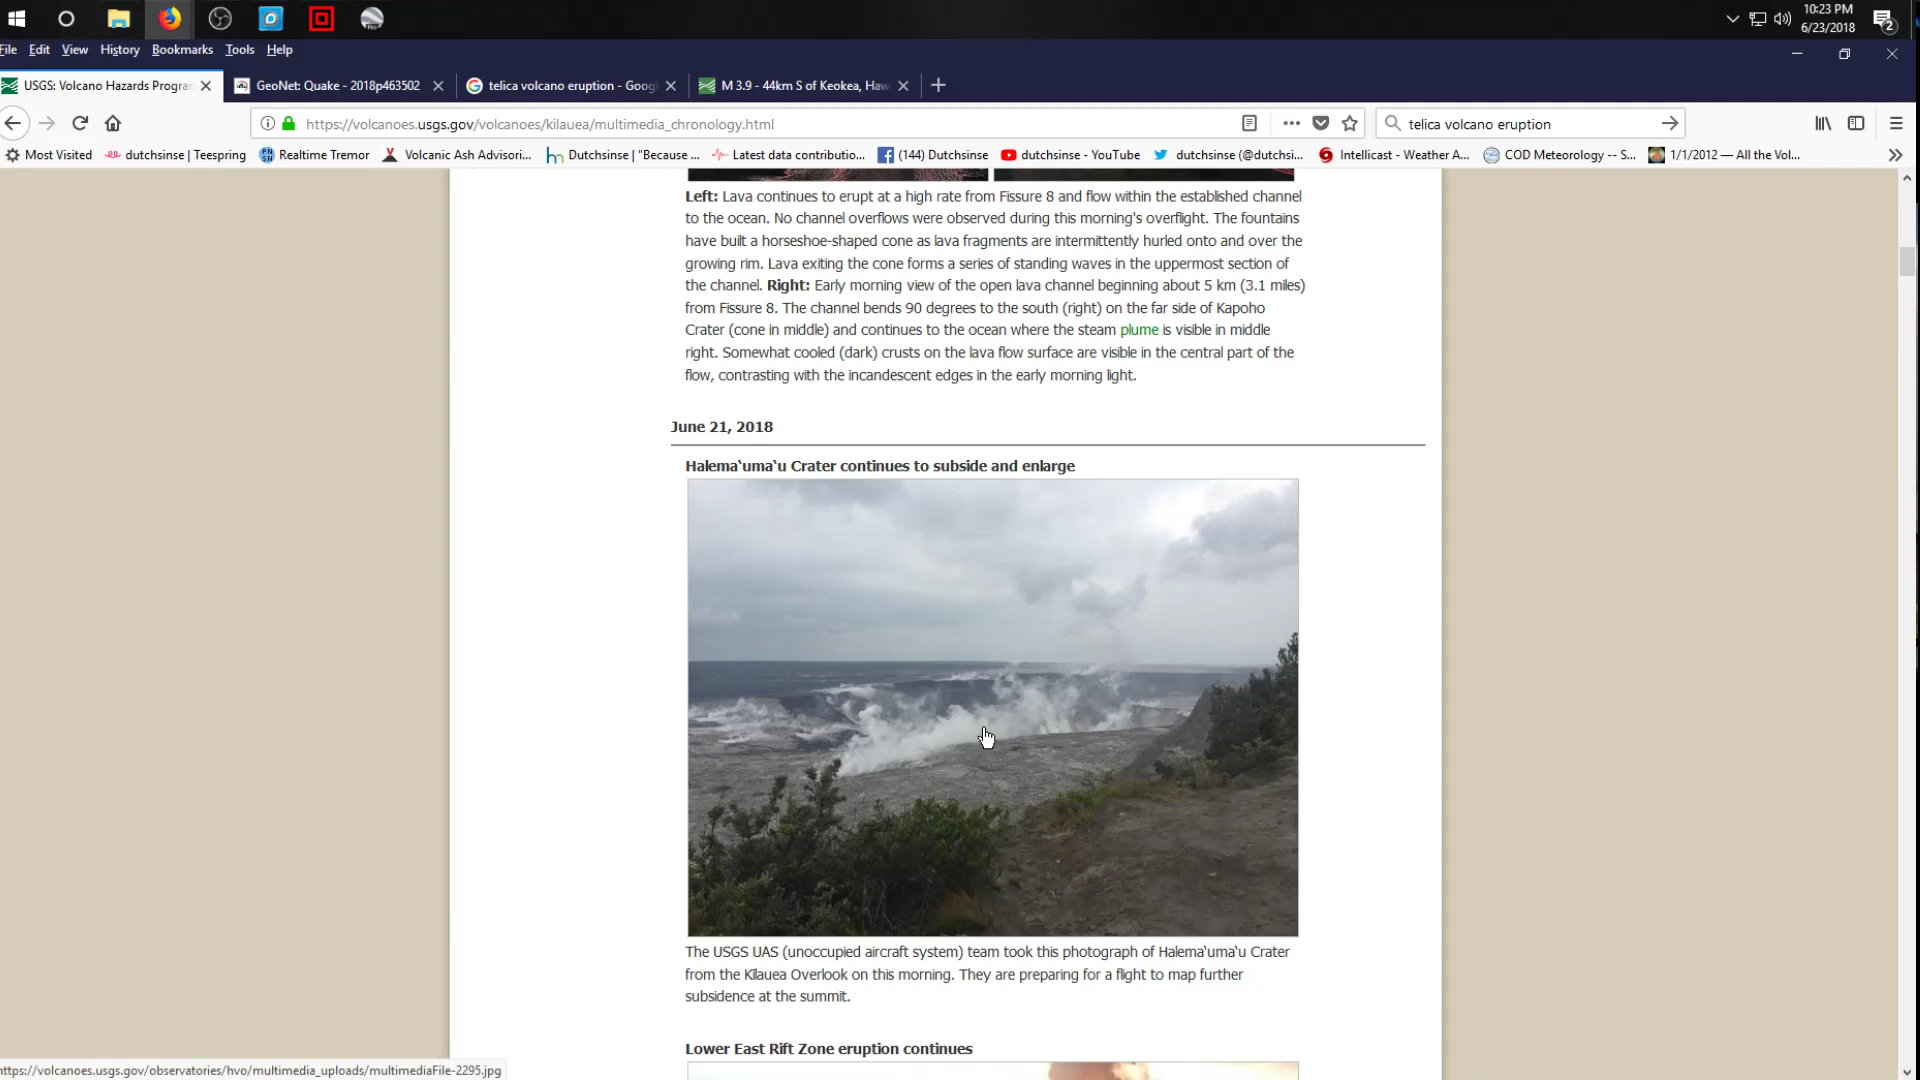 10:23 PM
6/23/2018
2
File Edit View History Bookmarks Tools Help
USGS: Volcano Hazards Progra
GeoNet: Quake - 2018p463502
telica volcano eruption - Goog
M 3.9 - 44km S of Keokea, Haw
https://volcanoes.usgs.gov/volcanoes/kilauea/multimedia_chronology.html
telica volcano eruption
Most Visited
dutchsinse | Teespring
Realtime Tremor
Volcanic Ash Advisori...
Dutchsinse | "Because ...
Latest data contributio...
(144) Dutchsinse
dutchsinse - YouTube
dutchsinse (@dutchsi...
Intellicast - Weather A...
COD Meteorology -- S...
1/1/2012 — All the Vol...
Left: Lava continues to erupt at a high rate from Fissure 8 and flow within the established channel
to the ocean. No channel overflows were observed during this morning's overflight. The fountains
have built a horseshoe-shaped cone as lava fragments are intermittently hurled onto and over the
growing rim. Lava exiting the cone forms a series of standing waves in the uppermost section of
the channel. Right: Early morning view of the open lava channel beginning about 5 km (3.1 miles)
from Fissure 8. The channel bends 90 degrees to the south (right) on the far side of Kapoho
Crater (cone in middle) and continues to the ocean where the steam plume is visible in middle
right. Somewhat cooled (dark) crusts on the lava flow surface are visible in the central part of the
flow, contrasting with the incandescent edges in the early morning light.
June 21, 2018
Halema‘uma‘u Crater continues to subside and enlarge
The USGS UAS (unoccupied aircraft system) team took this photograph of Halema‘uma‘u Crater
from the Kīlauea Overlook on this morning. They are preparing for a flight to map further
subsidence at the summit.
Lower East Rift Zone eruption continues
https://volcanoes.usgs.gov/observatories/hvo/multimedia_uploads/multimediaFile-2295.jpg